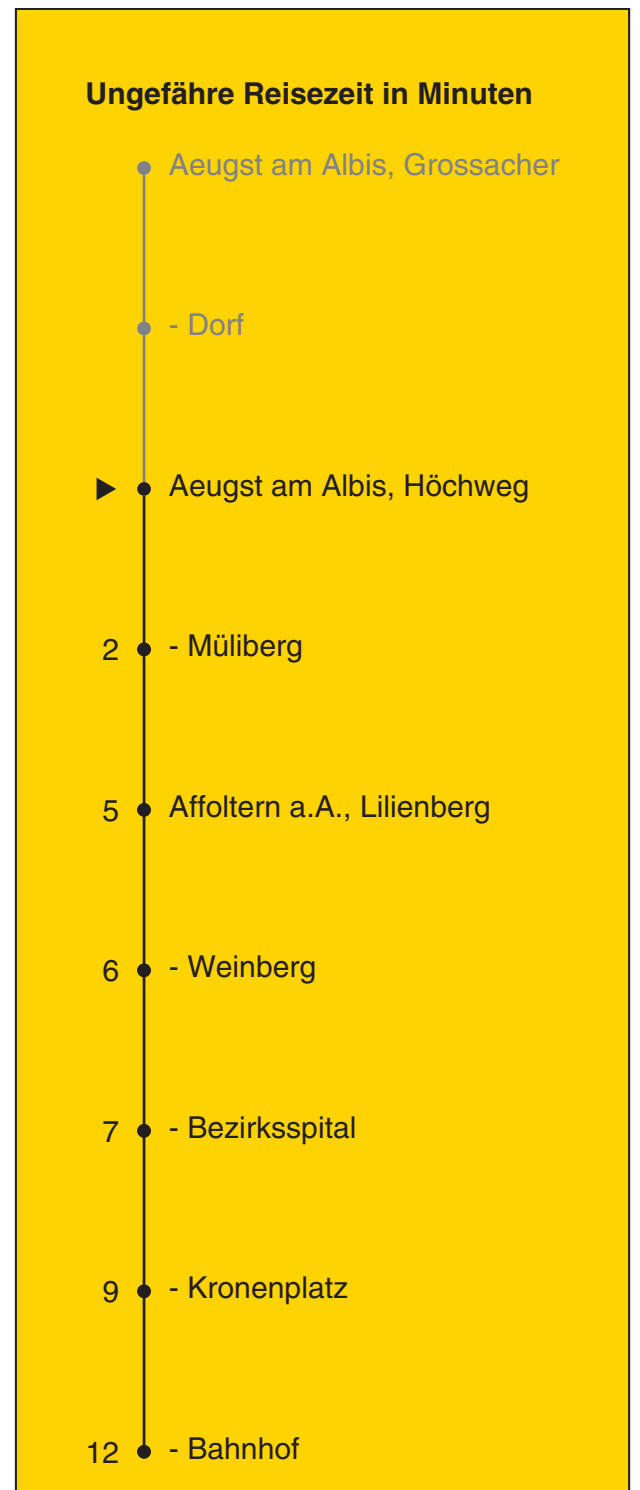 Ungefähre Reisezeit in Minuten
Aeugst am Albis, Grossacher
- Dorf
Aeugst am Albis, Höchweg
2 - Müliberg
5 Affoltern a.A., Lilienberg
6 - Weinberg
7 - Bezirksspital
9 - Kronenplatz
12 - Bahnhof